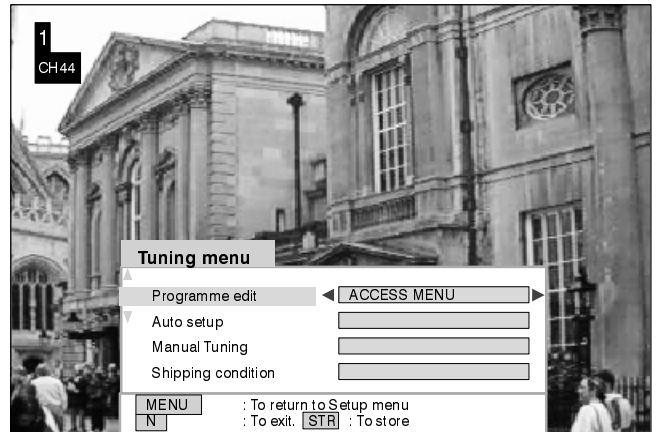 1
CH44
Tuning menu
Programme edit ACCESS MENU
Auto setup
Manual Tuning
Shipping condition
MENU : To return to Setup menu
N : To exit. STR : To store